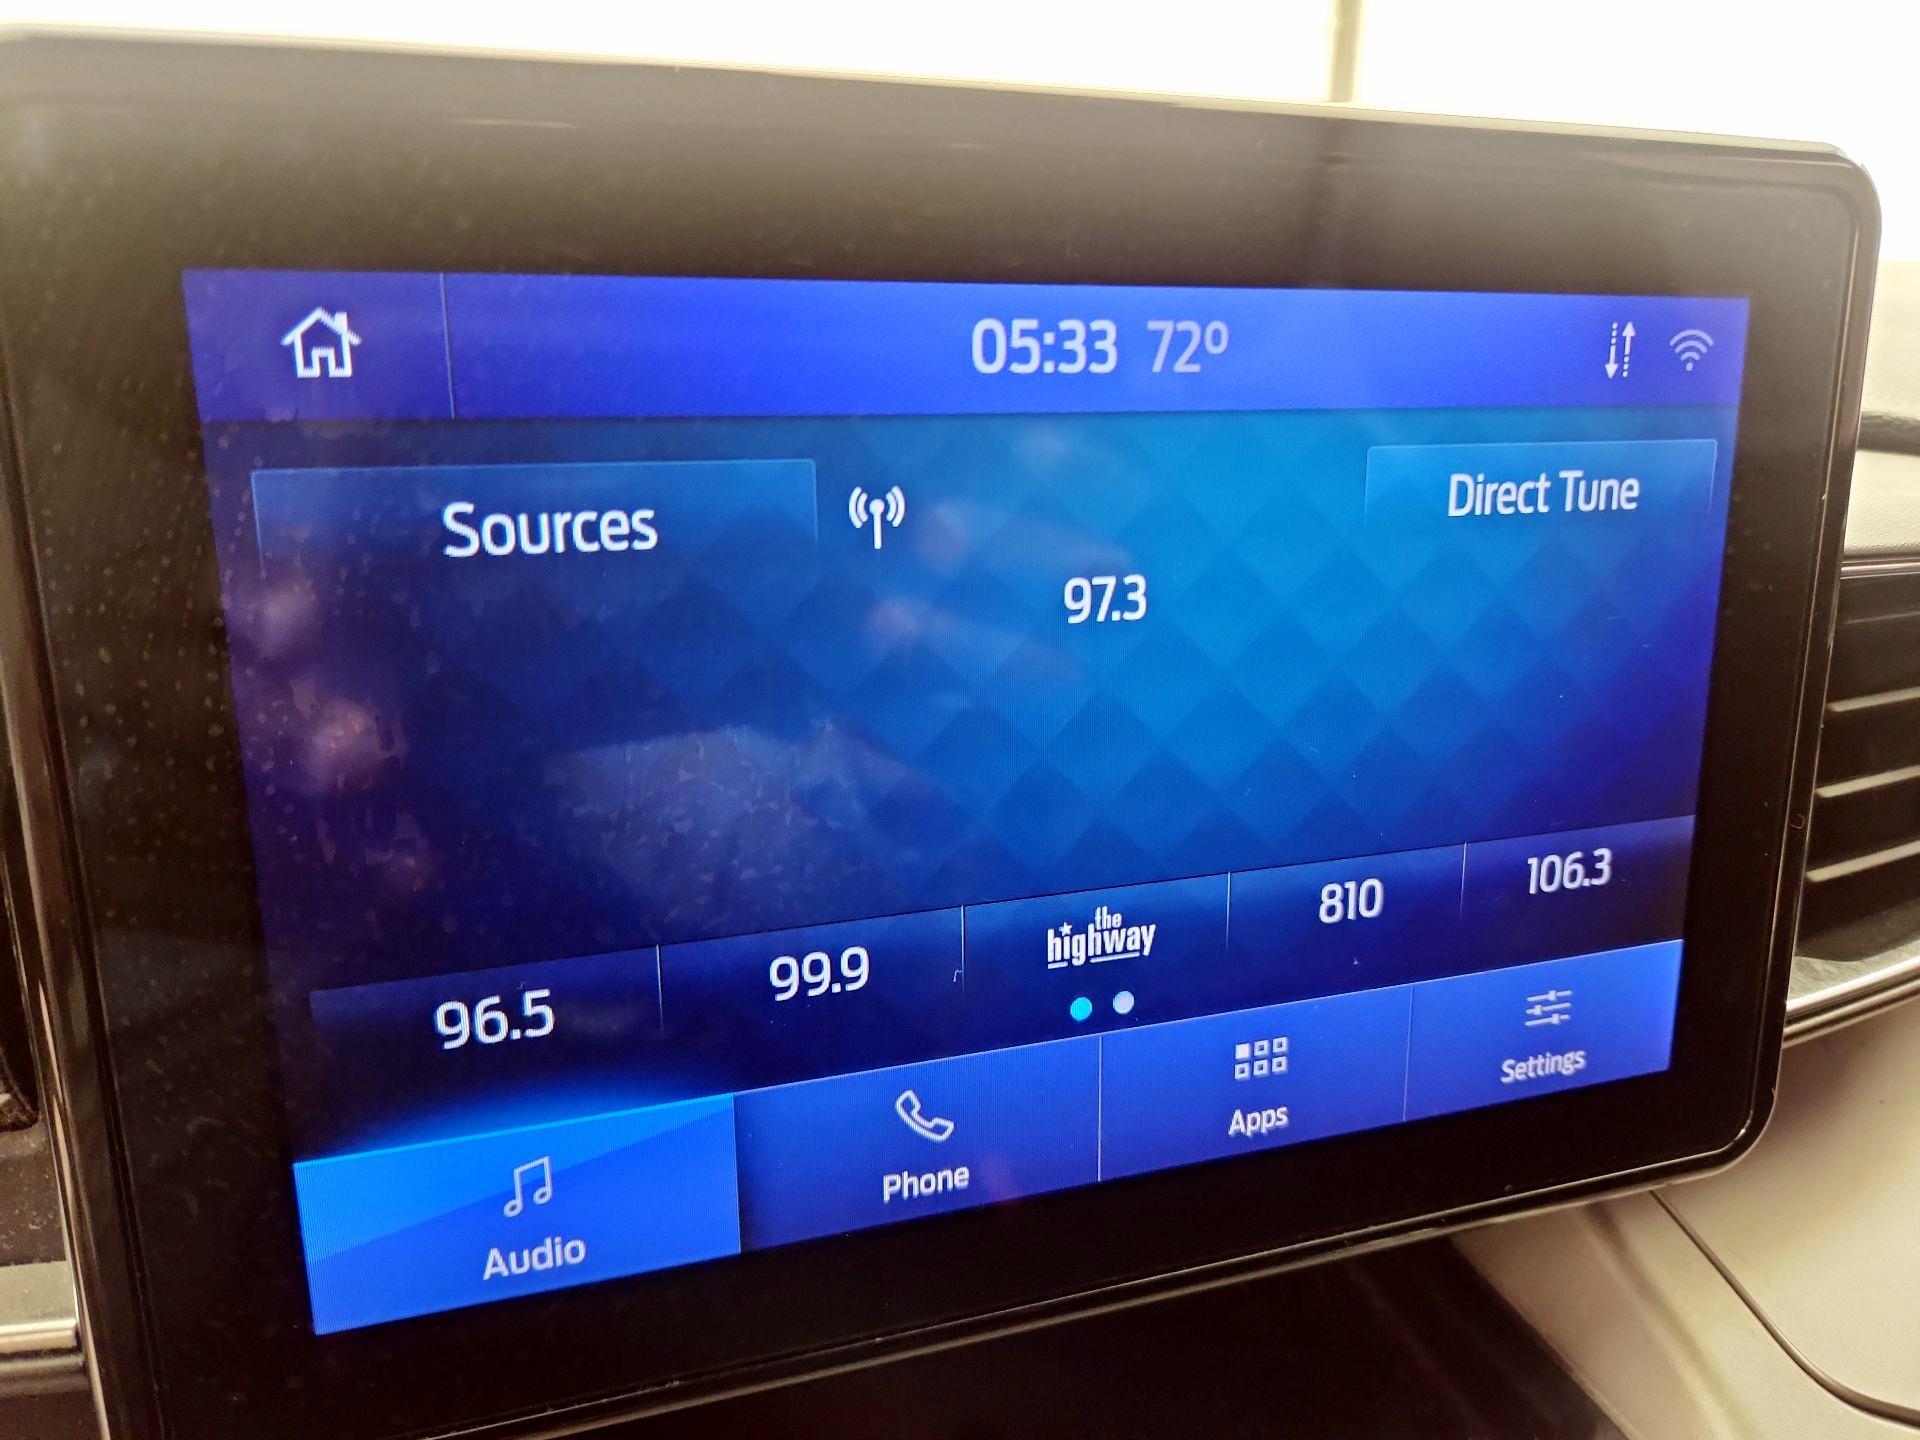 05:33 72º
Sources
Direct Tune
97.3
96.5
99.9
the
highway
810
106.3
Audio
Phone
Apps
Settings